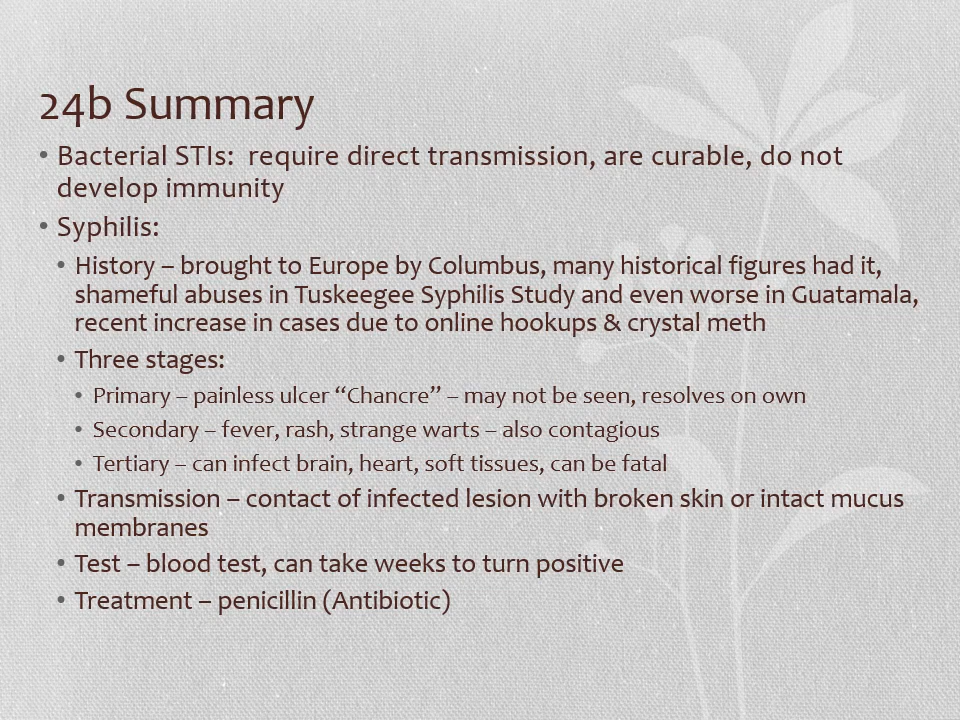 24b Summary
• Bacterial STIs:  require direct transmission, are curable, do not
develop immunity
• Syphilis:
• History – brought to Europe by Columbus, many historical figures had it,
shameful abuses in Tuskeegee Syphilis Study and even worse in Guatamala,
recent increase in cases due to online hookups & crystal meth
• Three stages:
• Primary – painless ulcer “Chancre” – may not be seen, resolves on own
• Secondary – fever, rash, strange warts – also contagious
• Tertiary – can infect brain, heart, soft tissues, can be fatal
• Transmission – contact of infected lesion with broken skin or intact mucus
membranes
• Test – blood test, can take weeks to turn positive
• Treatment – penicillin (Antibiotic)